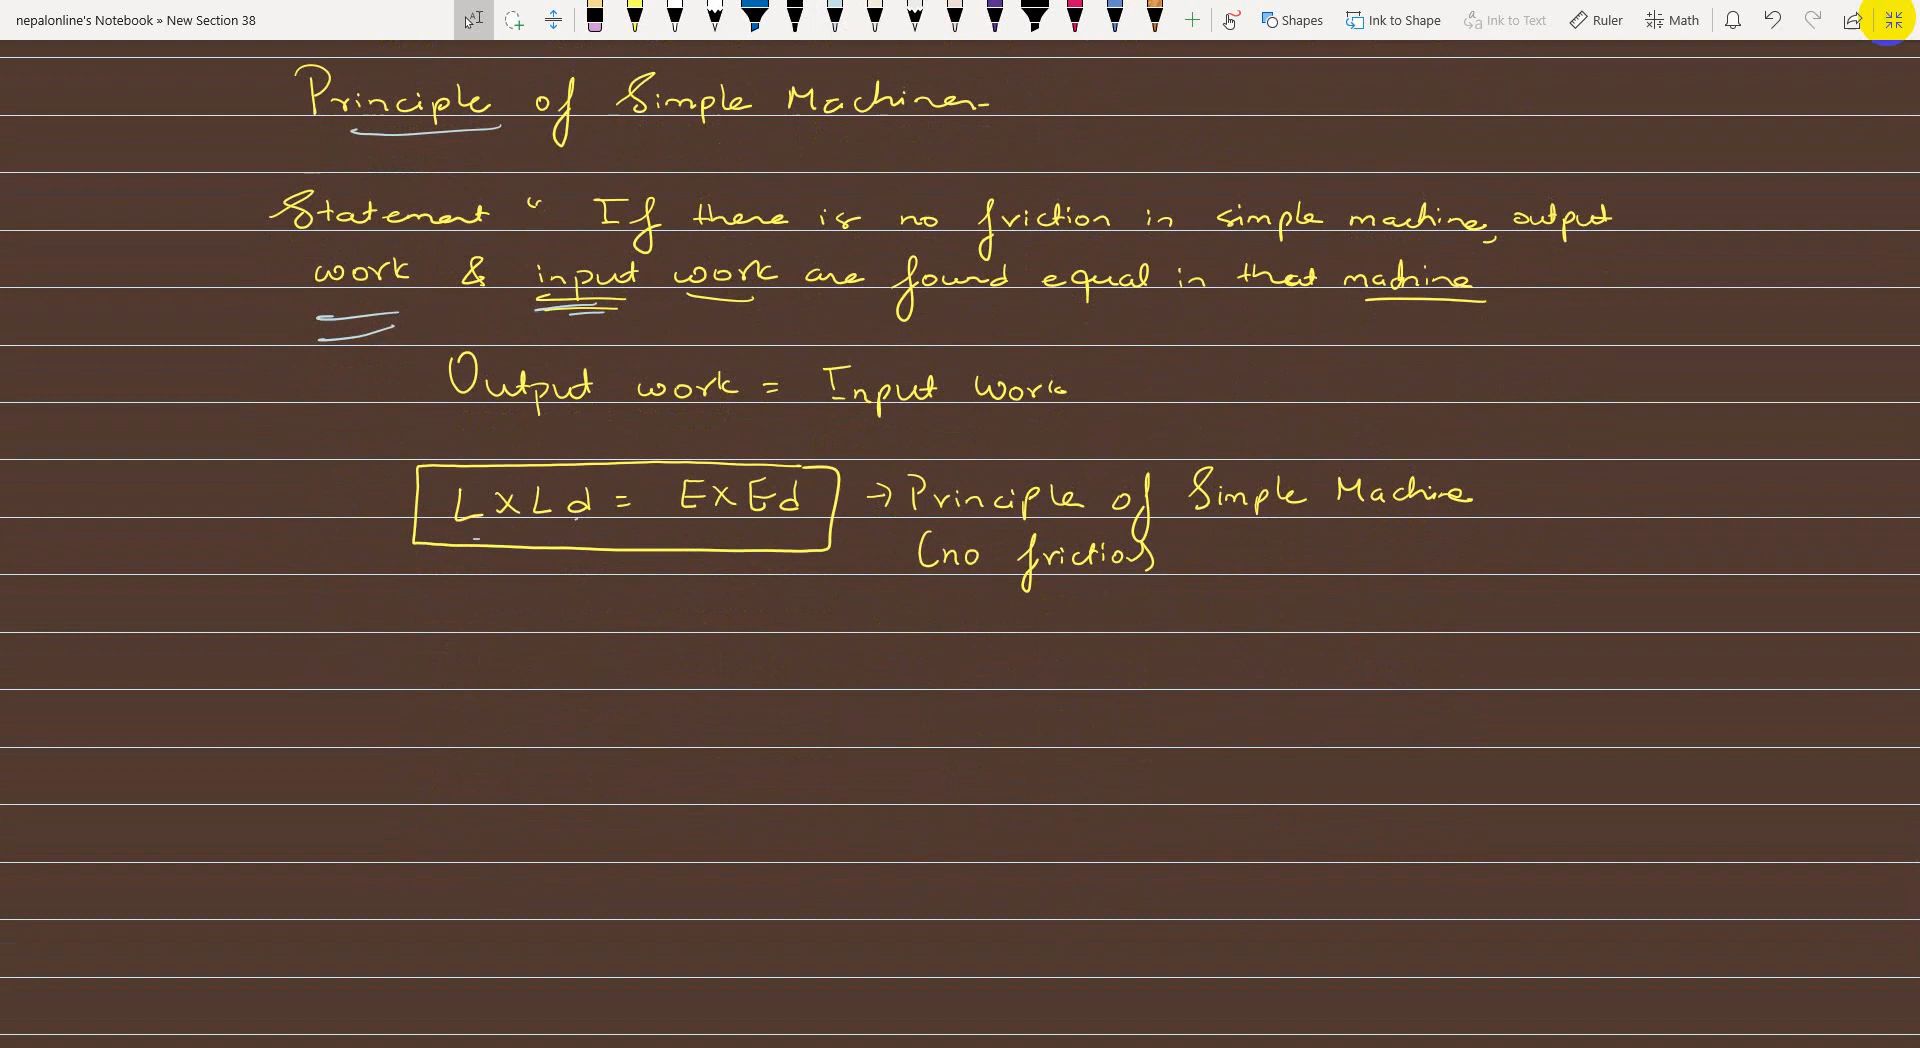 nepalonline's Notebook » New Section 38
Shapes Ink to Shape Ink to Text Ruler Math
Principle of Simple Machine
Statement “ If there is no friction in simple machine, output
work & input work are found equal in that machine
Output work = Input work
L x L d = E x E d → Principle of Simple Machine
(no friction)